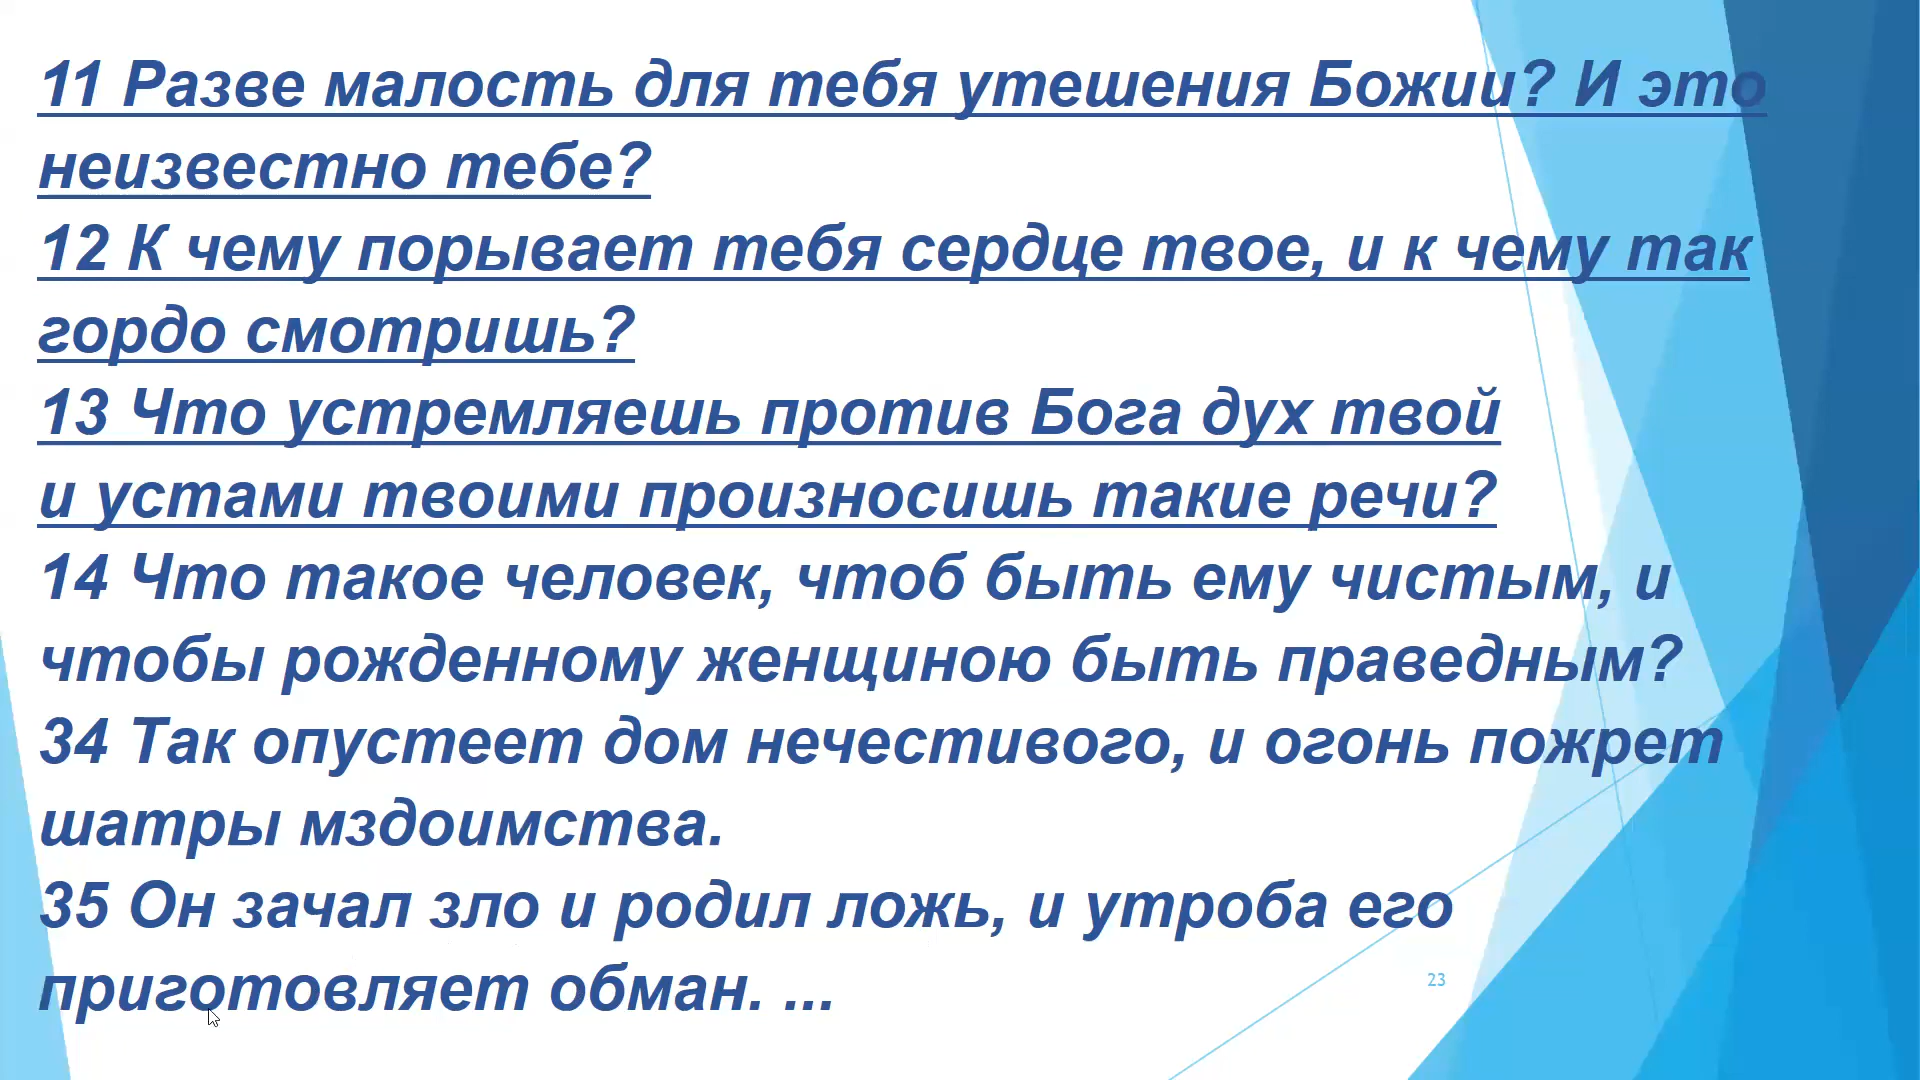 11 Разве малость для тебя утешения Божии? И это
неизвестно тебе?
12 К чему порывает тебя сердце твое, и к чему так
гордо смотришь?
13 Что устремляешь против Бога дух твой
и устами твоими произносишь такие речи?
14 Что такое человек, чтоб быть ему чистым, и
чтобы рожденному женщиною быть праведным?
34 Так опустеет дом нечестивого, и огонь пожрет
шатры мздоимства.
35 Он зачал зло и родил ложь, и утроба его
приготовляет обман. ...
23